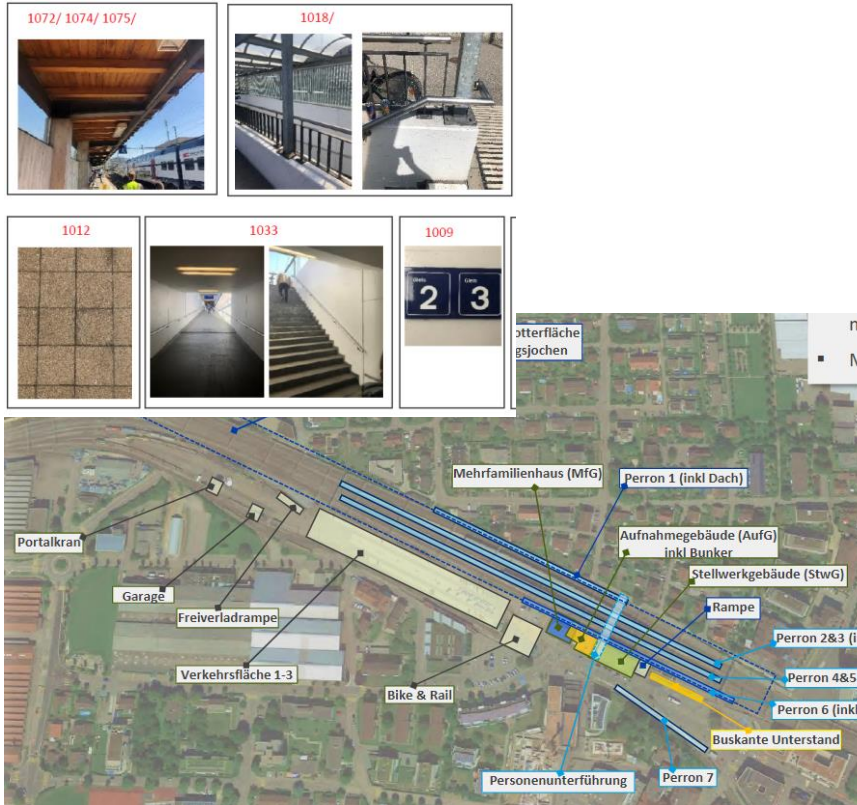 1072/ 1074/ 1075/
1018/
1012
1033
1009
Gleis
2
Gleis
3
otterfläche
gsjochen
Mehrfamilienhaus (MfG)
Perron 1 (inkl Dach)
Aufnahmegebäude (AufG)
inkl Bunker
Portalkran
Stellwerkgebäude (StwG)
Garage
Rampe
Freiverladrampe
Perron 2&3 (i
Verkehrsfläche 1-3
Perron 4&5
Bike & Rail
Perron 6 (inkl
Buskante Unterstand
Personenunterführung
Perron 7